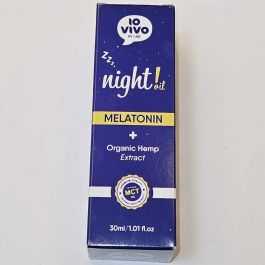 IO
VIVO
zzz.
night! oil
MELATONIN
+
Organic Hemp
Extract
MCT
30ml/1.01 fl.oz